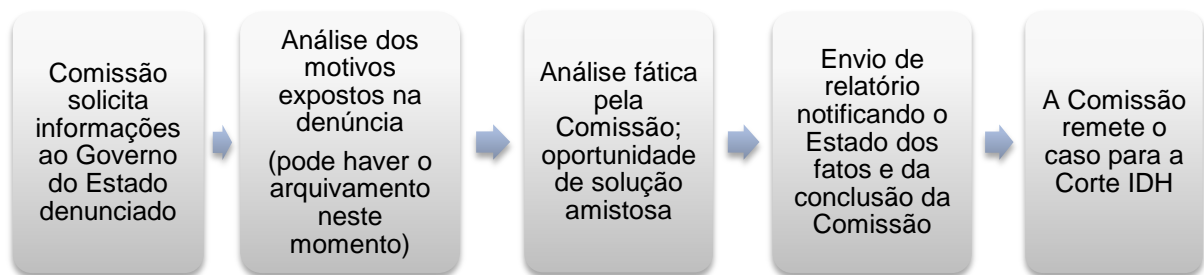 Comissão
solicita
informações
ao Governo
do Estado
denunciado
Análise dos
motivos
expostos na
denúncia
(pode haver o
arquivamento
neste
momento)
Análise fática
pela
Comissão;
oportunidade
de solução
amistosa
Envio de
relatório
notificando o
Estado dos
fatos e da
conclusão da
Comissão
A Comissão
remete o
caso para a
Corte IDH